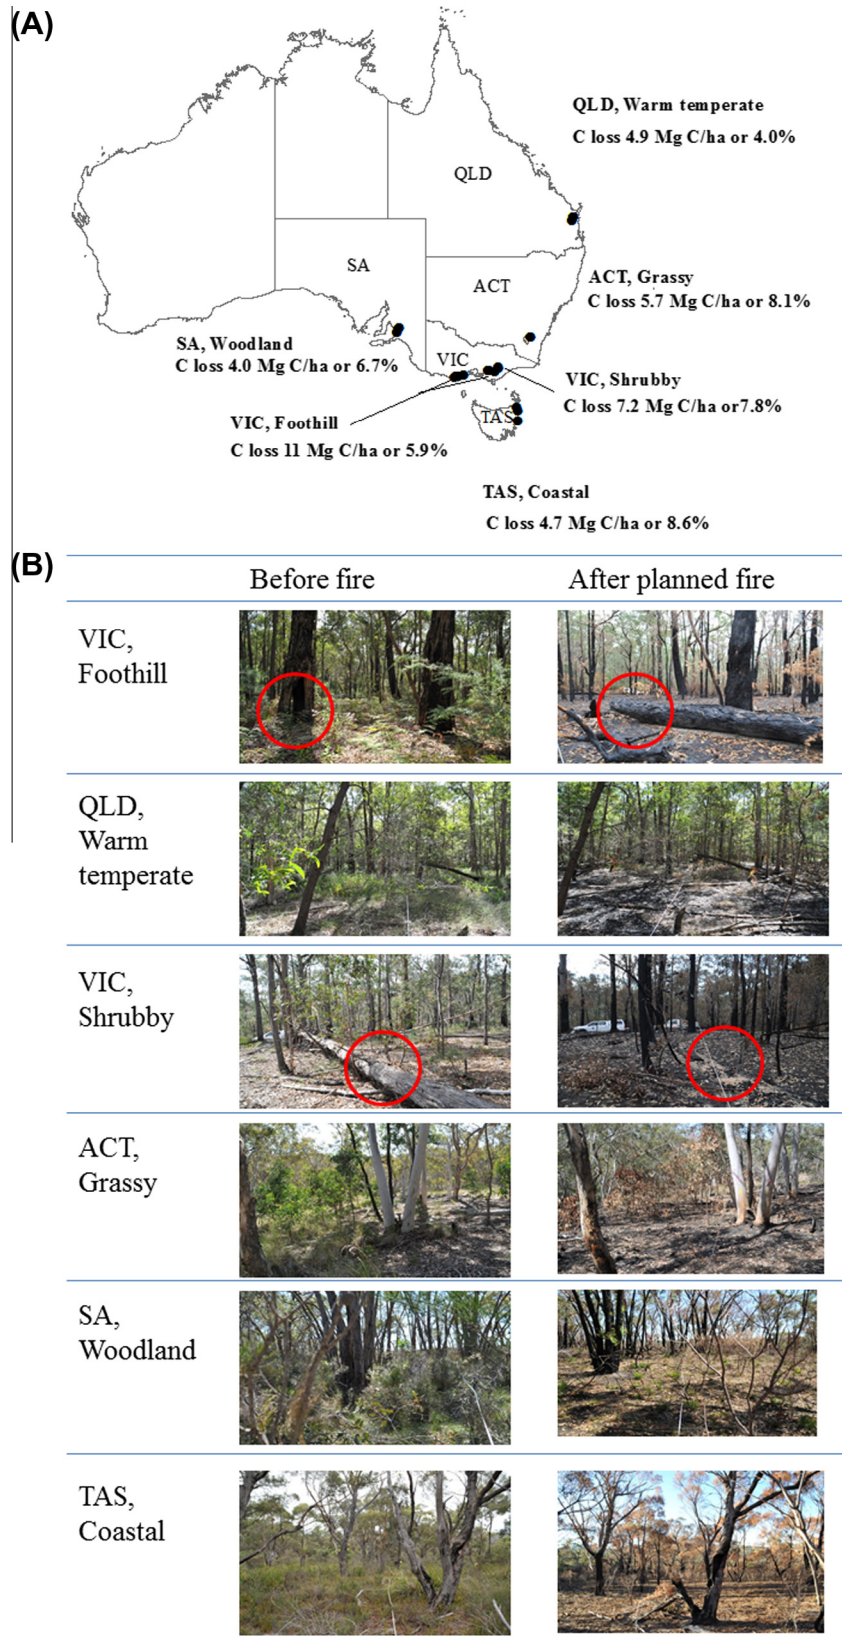 (A)
QLD, Warm temperate
C loss 4.9 Mg C/ha or 4.0%
QLD
SA
ACT
ACT, Grassy
C loss 5.7 Mg C/ha or 8.1%
SA, Woodland
C loss 4.0 Mg C/ha or 6.7%
VIC
VIC, Shrubby
C loss 7.2 Mg C/ha or7.8%
VIC, Foothill
C loss 11 Mg C/ha or 5.9%
TAS
TAS, Coastal
C loss 4.7 Mg C/ha or 8.6%
(B)
Before fire
After planned fire
VIC,
Foothill
QLD,
Warm
temperate
VIC,
Shrubby
ACT,
Grassy
SA,
Woodland
TAS,
Coastal